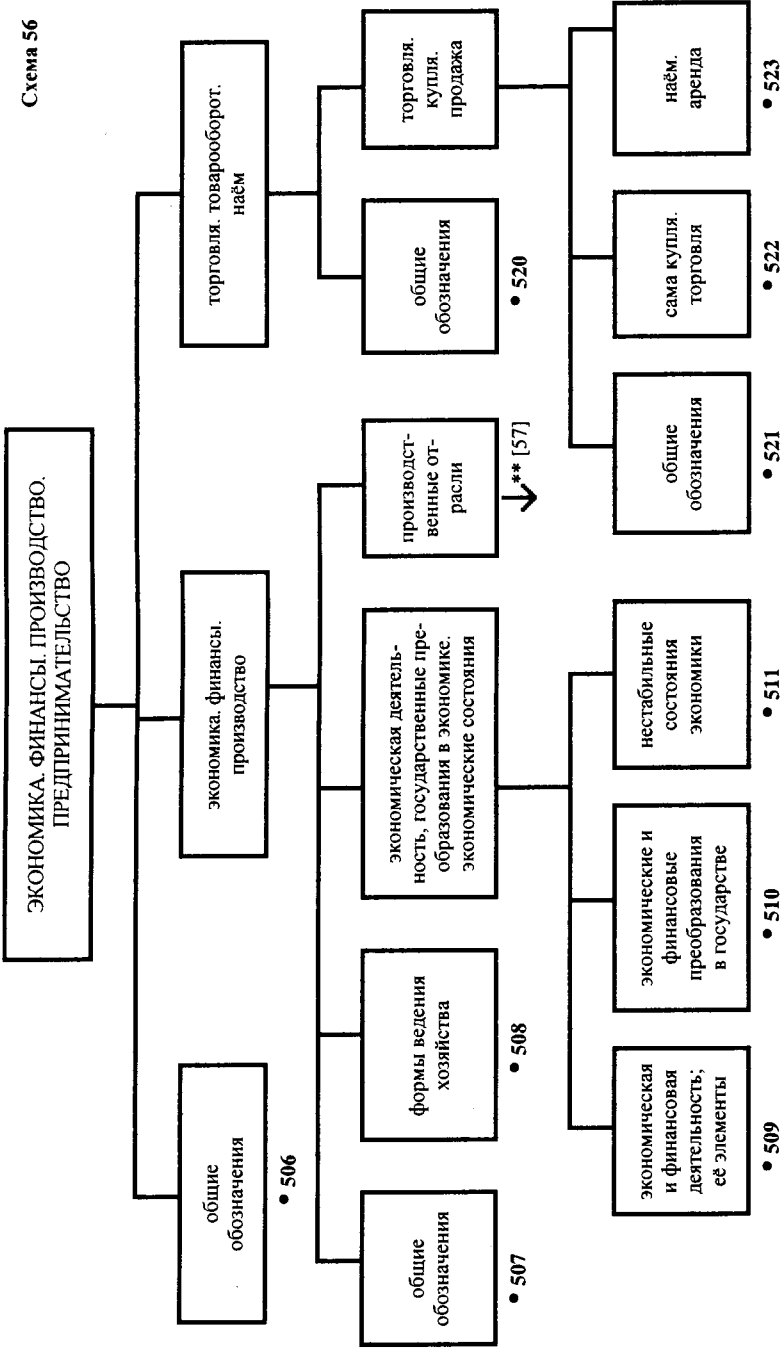 Схема 56
ЭКОНОМИКА. ФИНАНСЫ. ПРОИЗВОДСТВО.
ПРЕДПРИНИМАТЕЛЬСТВО
общие
обозначения
• 506
экономика. финансы.
производство
торговля. товарооборот.
наём
общие
обозначения
• 507
формы ведения
хозяйства
• 508
экономическая деятель-
ность, государственные пре-
образования в экономике.
экономические состояния
производст-
венные от-
расли
** [57]
общие
обозначения
• 520
торговля.
купля.
продажа
экономическая
и финансовая
деятельность;
её элементы
• 509
экономические и
финансовые
преобразования
в государстве
• 510
нестабильные
состояния
экономики
• 511
общие
обозначения
• 521
сама купля.
торговля
• 522
наём.
аренда
• 523